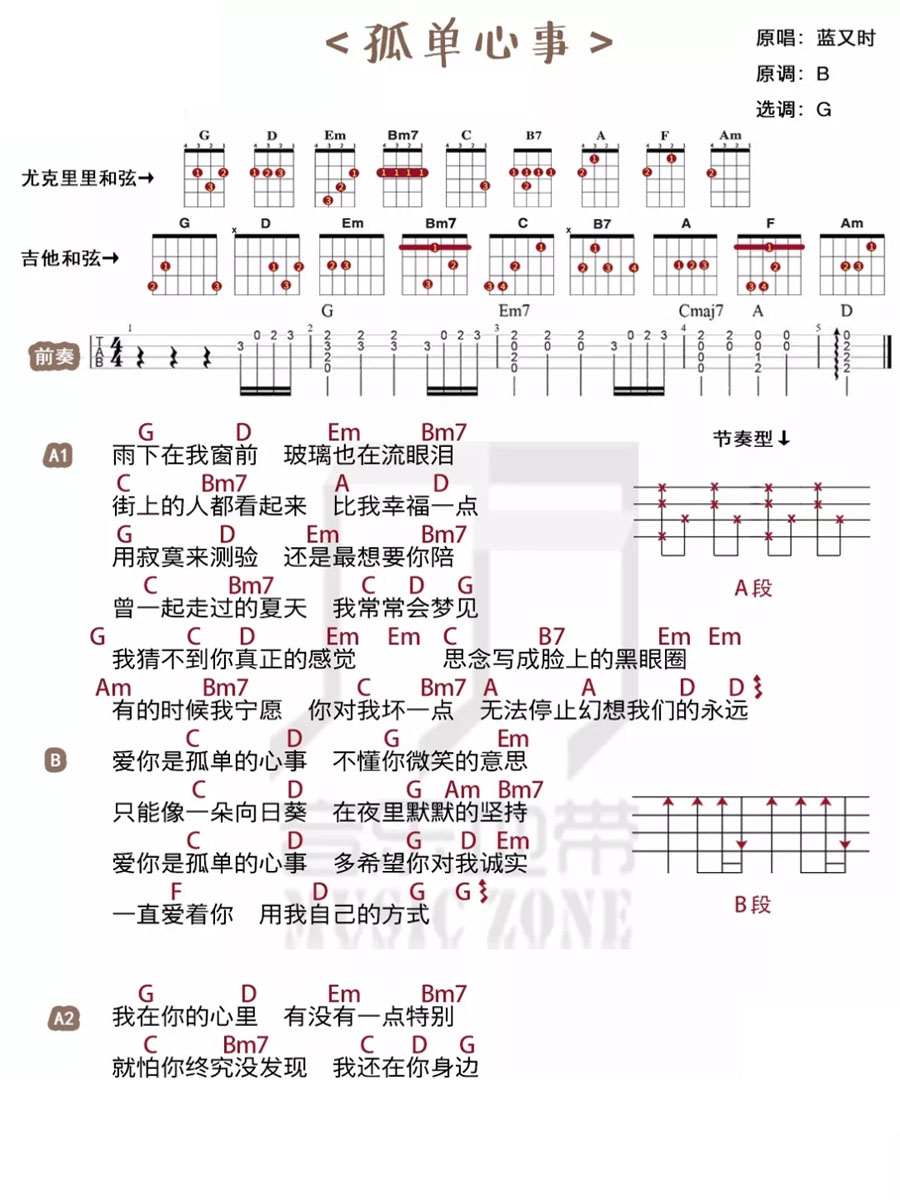 <孤单心事>
原唱：蓝又时
原调：B
选调：G
G D Em Bm7 C B7 A F Am
尤克里里和弦→
G D Em Bm7 C B7 A F Am
吉他和弦→
G Em7 Cmaj7 A D
前奏
节奏型↓
G D Em Bm7
A1 雨下在我窗前 玻璃也在流眼泪
C Bm7 A D
街上的人都看起来 比我幸福一点
G D Em Bm7
用寂寞来测验 还是最想要你陪
A段
C Bm7 C D G
曾一起走过的夏天 我常常会梦见
G C D Em Em C B7 Em Em
我猜不到你真正的感觉 思念写成脸上的黑眼圈
Am Bm7 C Bm7 A A D D
有的时候我宁愿 你对我坏一点 无法停止幻想我们的永远
C D G Em
B 爱你是孤单的心事 不懂你微笑的意思
C D G Am Bm7
只能像一朵向日葵 在夜里默默的坚持
C D G D Em
爱你是孤单的心事 多希望你对我诚实
F D G G
一直爱着你 用我自己的方式
B段
音乐地带
MUSIC ZONE
G D Em Bm7
A2 我在你的心里 有没有一点特别
C Bm7 C D G
就怕你终究没发现 我还在你身边